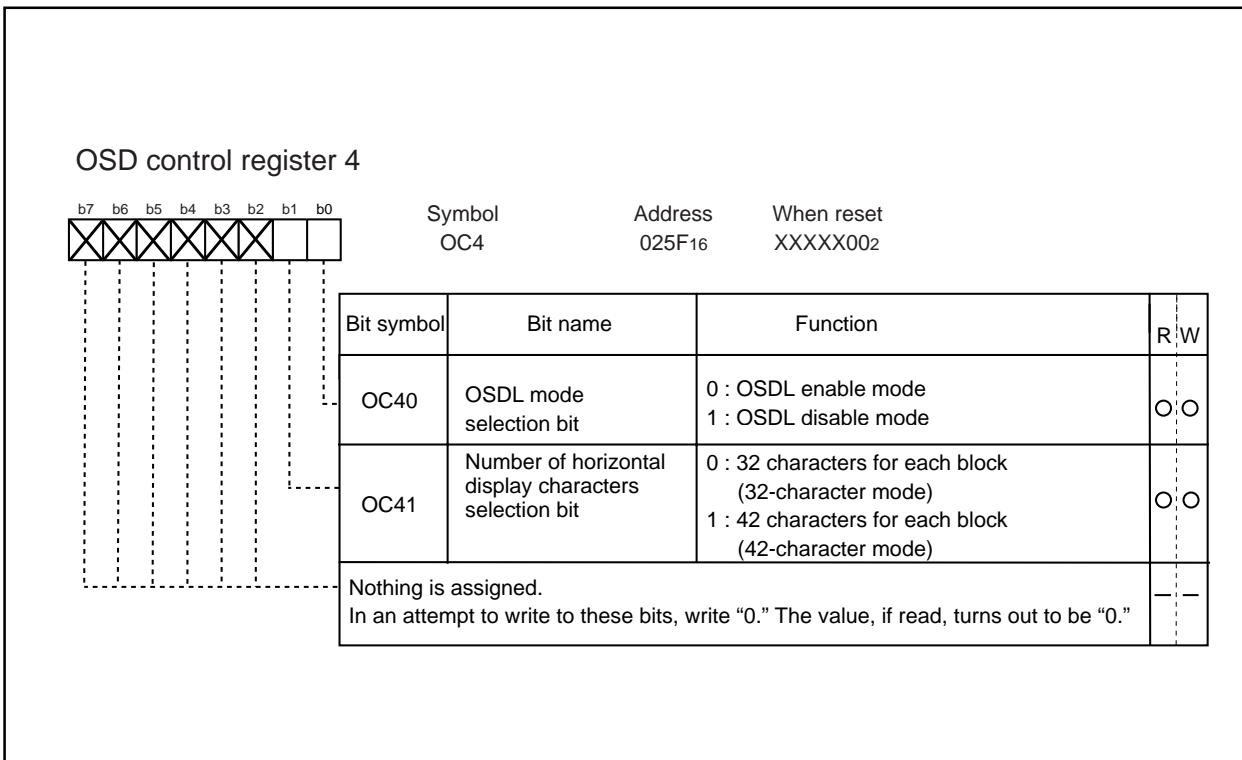 OSD control register 4
b7 b6 b5 b4 b3 b2 b1 b0
Symbol Address When reset
OC4 025F16 XXXXX002
Bit symbol Bit name Function R W
OC40 OSDL mode selection bit 0 : OSDL enable mode
1 : OSDL disable mode
OC41 Number of horizontal display characters selection bit 0 : 32 characters for each block
(32-character mode)
1 : 42 characters for each block
(42-character mode)
Nothing is assigned.
In an attempt to write to these bits, write “0.” The value, if read, turns out to be “0.”